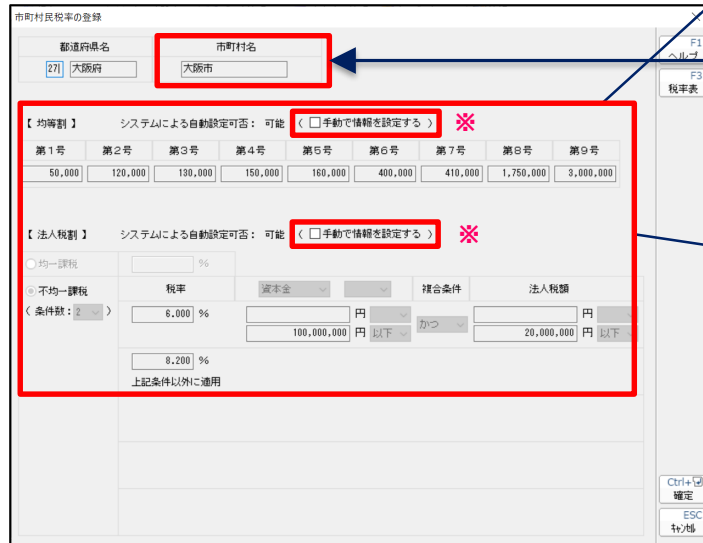 市町村民税率の登録
都道府県名 市町村名
27 大阪府 大阪市
F1
ヘルプ
F3
税率表
【 均等割 】 システムによる自動設定可否： 可能 （ □手動で情報を設定する ） ※
第1号 第2号 第3号 第4号 第5号 第6号 第7号 第8号 第9号
50,000 120,000 130,000 150,000 160,000 400,000 410,000 1,750,000 3,000,000
【 法人税割 】 システムによる自動設定可否： 可能 （ □手動で情報を設定する ） ※
均一課税 %
不均一課税 税率 資本金 複合条件 法人税額
（ 条件数： 2 ） 6.000 % 円 かつ 円
100,000,000 円 以下 20,000,000 円 以下
8.200 %
上記条件以外に適用
Ctrl+
確定
ESC
ｷｬﾝｾﾙ